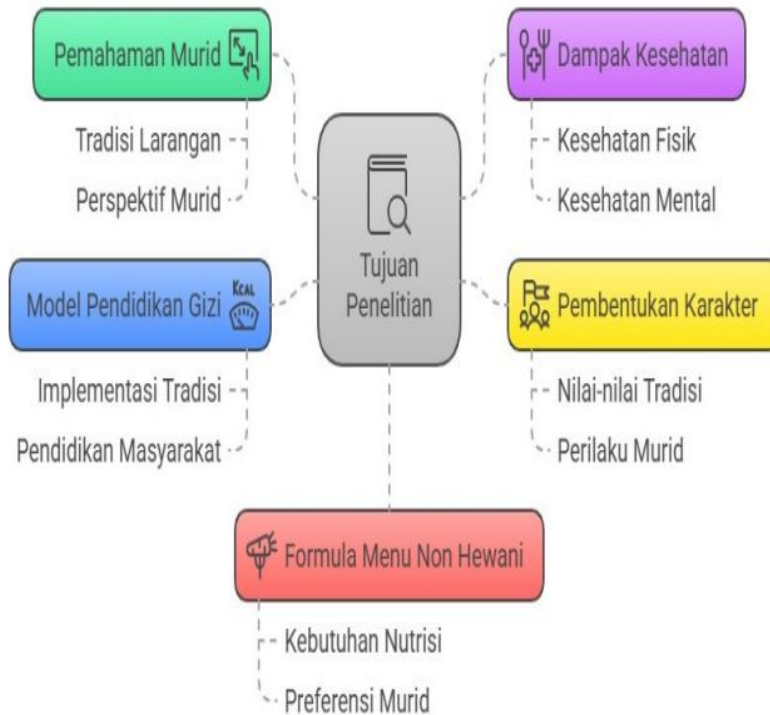 Pemahaman Murid
Tradisi Larangan
Perspektif Murid
Dampak Kesehatan
Kesehatan Fisik
Kesehatan Mental
Tujuan
Penelitian
Model Pendidikan Gizi
KCAL
Implementasi Tradisi
Pendidikan Masyarakat
Pembentukan Karakter
Nilai-nilai Tradisi
Perilaku Murid
Formula Menu Non Hewani
Kebutuhan Nutrisi
Preferensi Murid